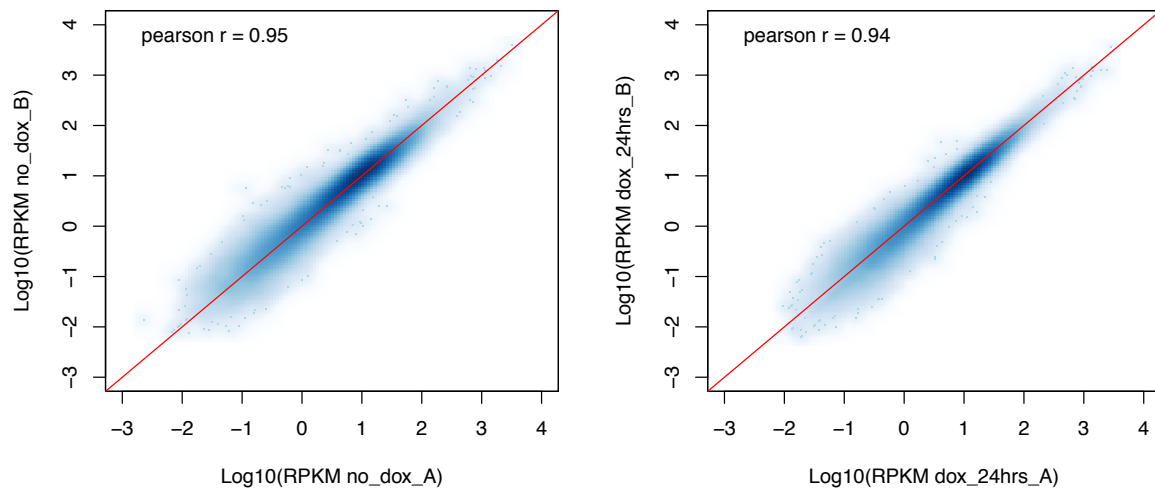 pearson r = 0.95
4
3
2
1
0
−1
−2
−3
Log10(RPKM no_dox_B)
−3 −2 −1 0 1 2 3 4
Log10(RPKM no_dox_A)
pearson r = 0.94
4
3
2
1
0
−1
−2
−3
Log10(RPKM dox_24hrs_B)
−3 −2 −1 0 1 2 3 4
Log10(RPKM dox_24hrs_A)